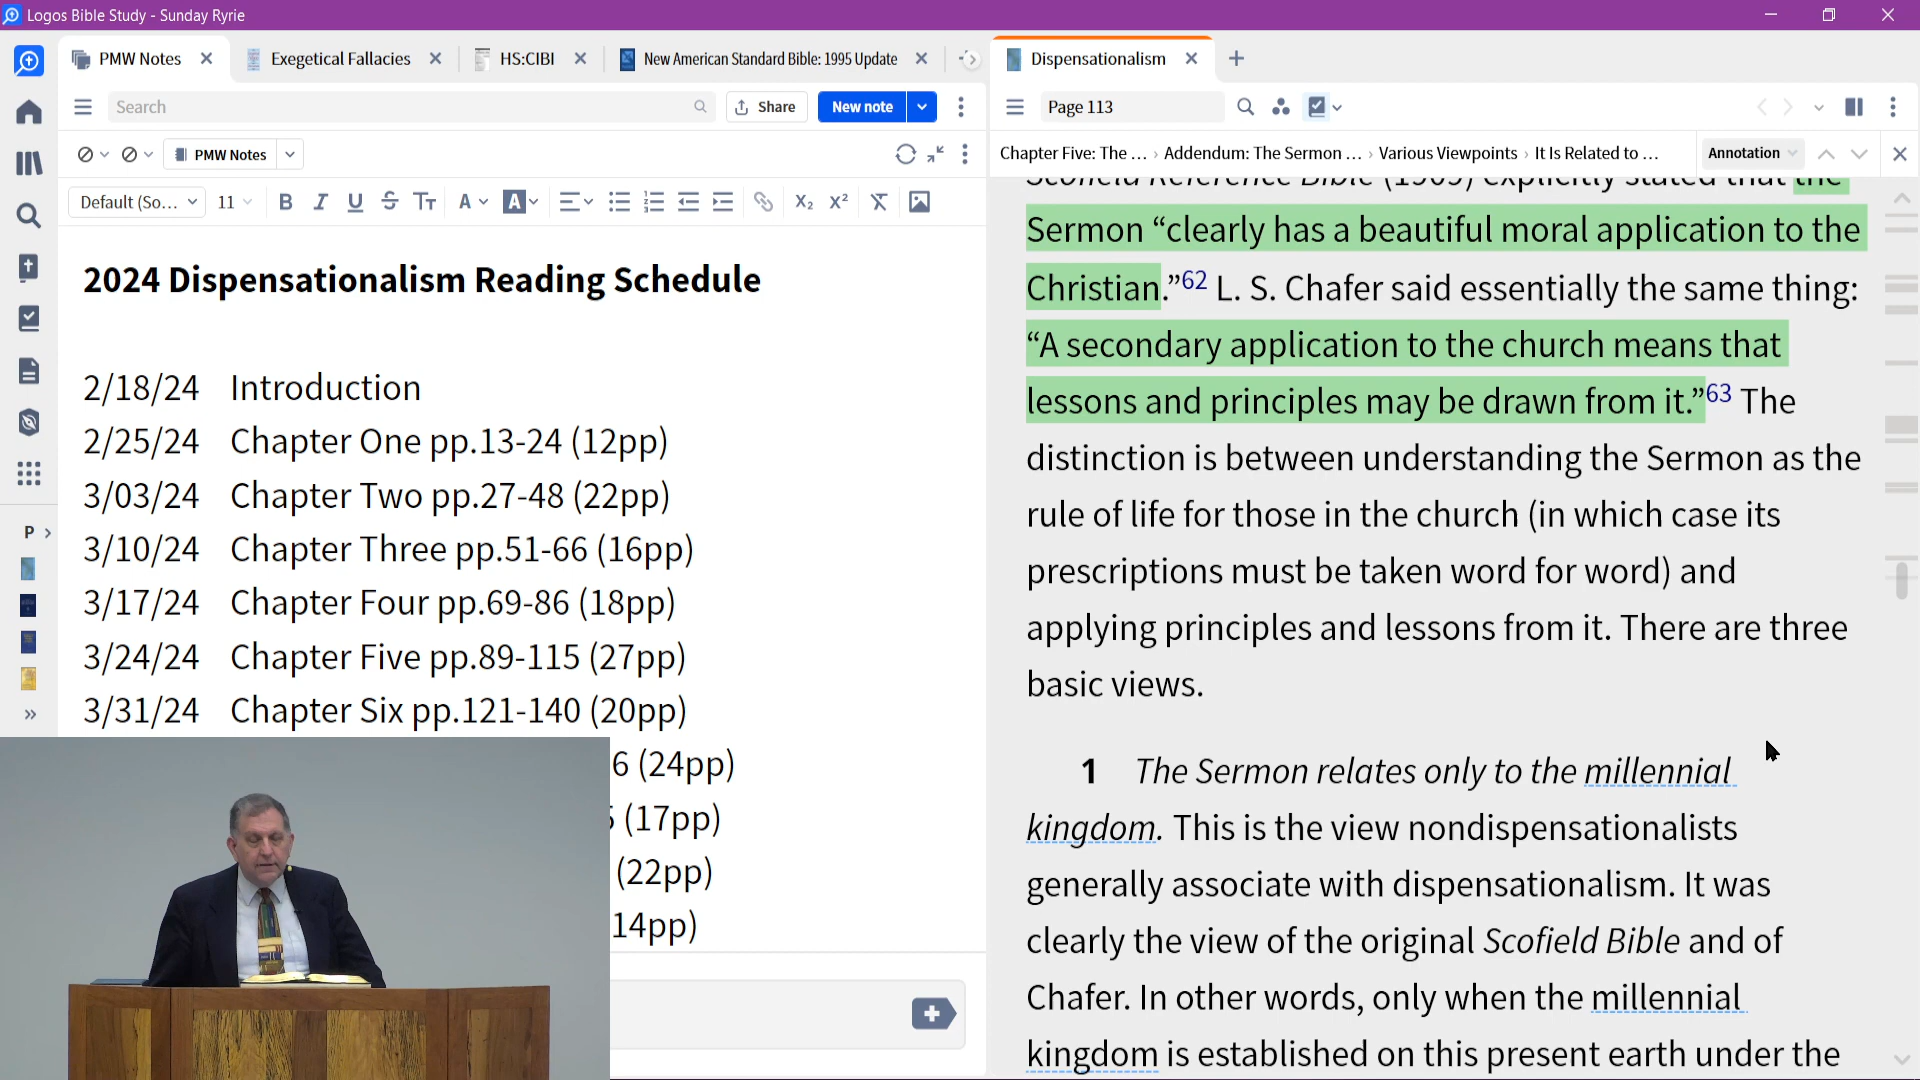 Logos Bible Study - Sunday Ryrie
PMW Notes
Exegetical Fallacies
HS:CIBI
New American Standard Bible: 1995 Update
Dispensationalism
Search
Share
New note
Page 113
PMW Notes
Chapter Five: The ... › Addendum: The Sermon ... › Various Viewpoints › It Is Related to ...
Annotation
Default (So...
11
P
2024 Dispensationalism Reading Schedule
2/18/24 Introduction
2/25/24 Chapter One pp.13-24 (12pp)
3/03/24 Chapter Two pp.27-48 (22pp)
3/10/24 Chapter Three pp.51-66 (16pp)
3/17/24 Chapter Four pp.69-86 (18pp)
3/24/24 Chapter Five pp.89-115 (27pp)
3/31/24 Chapter Six pp.121-140 (20pp)
6 (24pp)
(17pp)
(22pp)
14pp)
Scofield Reference Bible (1909) explicitly stated that the
Sermon “clearly has a beautiful moral application to the
Christian.”62 L. S. Chafer said essentially the same thing:
“A secondary application to the church means that
lessons and principles may be drawn from it.”63 The
distinction is between understanding the Sermon as the
rule of life for those in the church (in which case its
prescriptions must be taken word for word) and
applying principles and lessons from it. There are three
basic views.
1 The Sermon relates only to the millennial
kingdom. This is the view nondispensationalists
generally associate with dispensationalism. It was
clearly the view of the original Scofield Bible and of
Chafer. In other words, only when the millennial
kingdom is established on this present earth under the